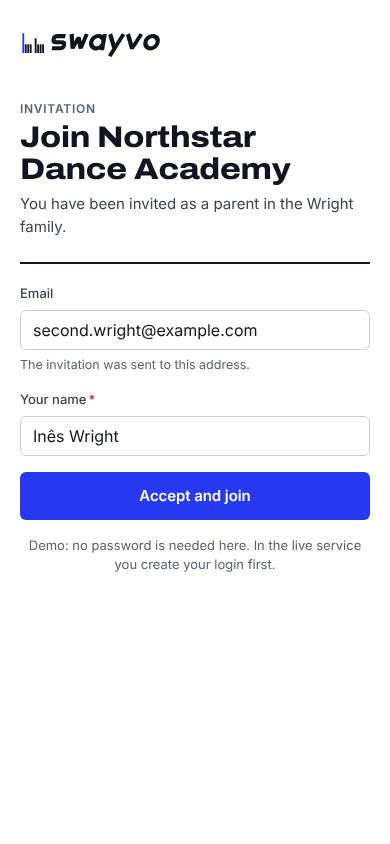 swayvo
INVITATION
Join Northstar
Dance Academy
You have been invited as a parent in the Wright
family.
Email
second.wright@example.com
The invitation was sent to this address.
Your name *
Inês Wright
Accept and join
Demo: no password is needed here. In the live service
you create your login first.